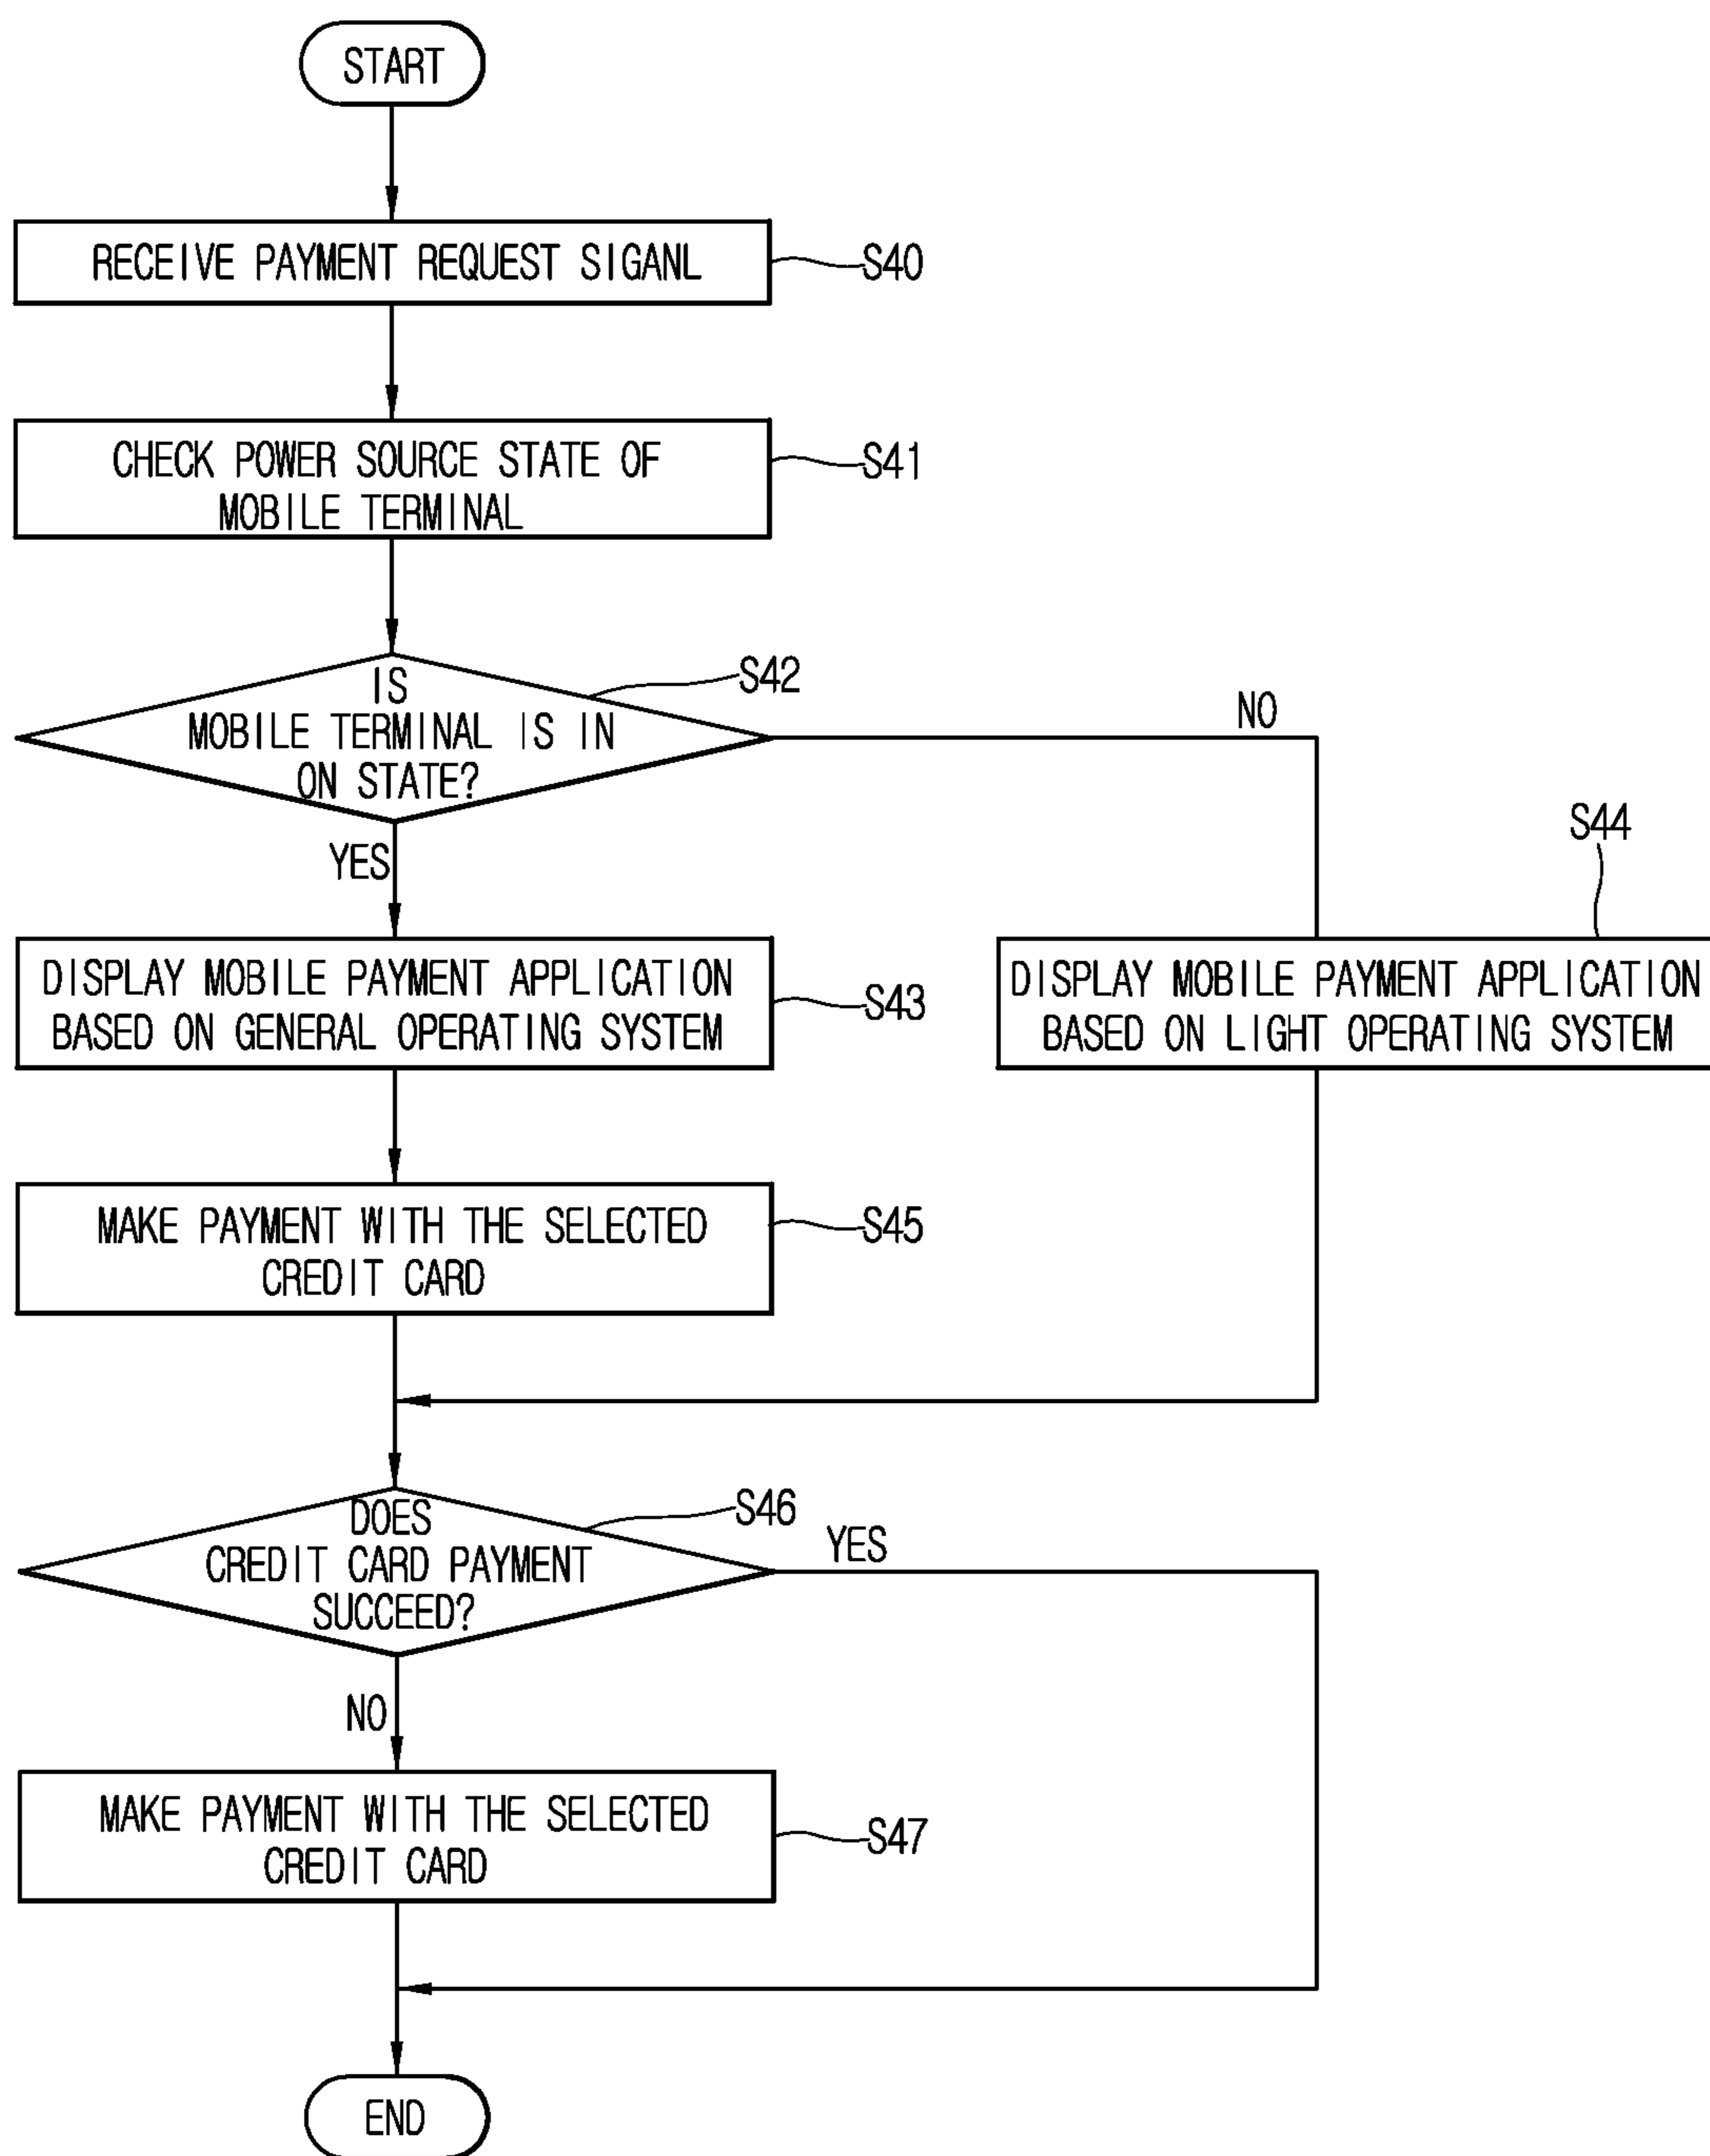 START
RECEIVE PAYMENT REQUEST SIGANL
S40
CHECK POWER SOURCE STATE OF
MOBILE TERMINAL
S41
IS
MOBILE TERMINAL IS IN
ON STATE?
S42
NO
YES
S44
DISPLAY MOBILE PAYMENT APPLICATION
BASED ON GENERAL OPERATING SYSTEM
S43
DISPLAY MOBILE PAYMENT APPLICATION
BASED ON LIGHT OPERATING SYSTEM
MAKE PAYMENT WITH THE SELECTED
CREDIT CARD
S45
DOES
CREDIT CARD PAYMENT
SUCCEED?
S46
YES
NO
MAKE PAYMENT WITH THE SELECTED
CREDIT CARD
S47
END